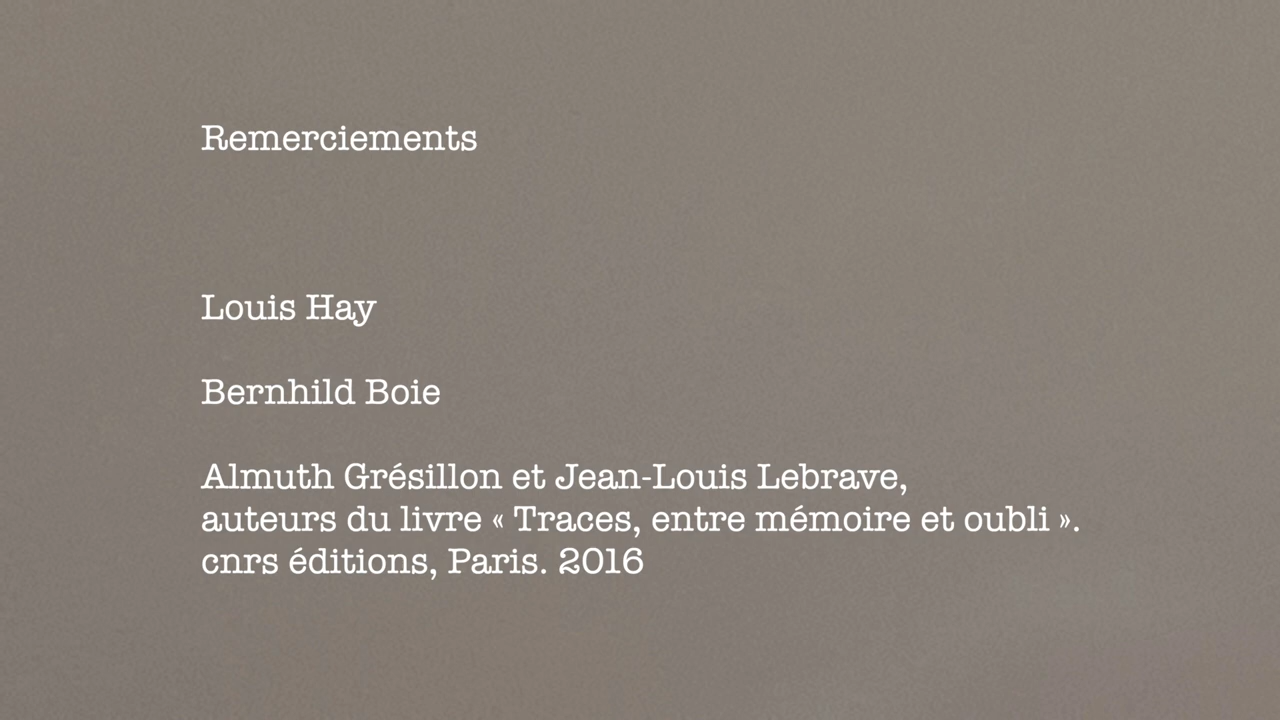 Remerciements
Louis Hay
Bernhild Boie
Almuth Grésillon et Jean-Louis Lebrave,
auteurs du livre « Traces, entre mémoire et oubli ».
cnrs éditions, Paris. 2016